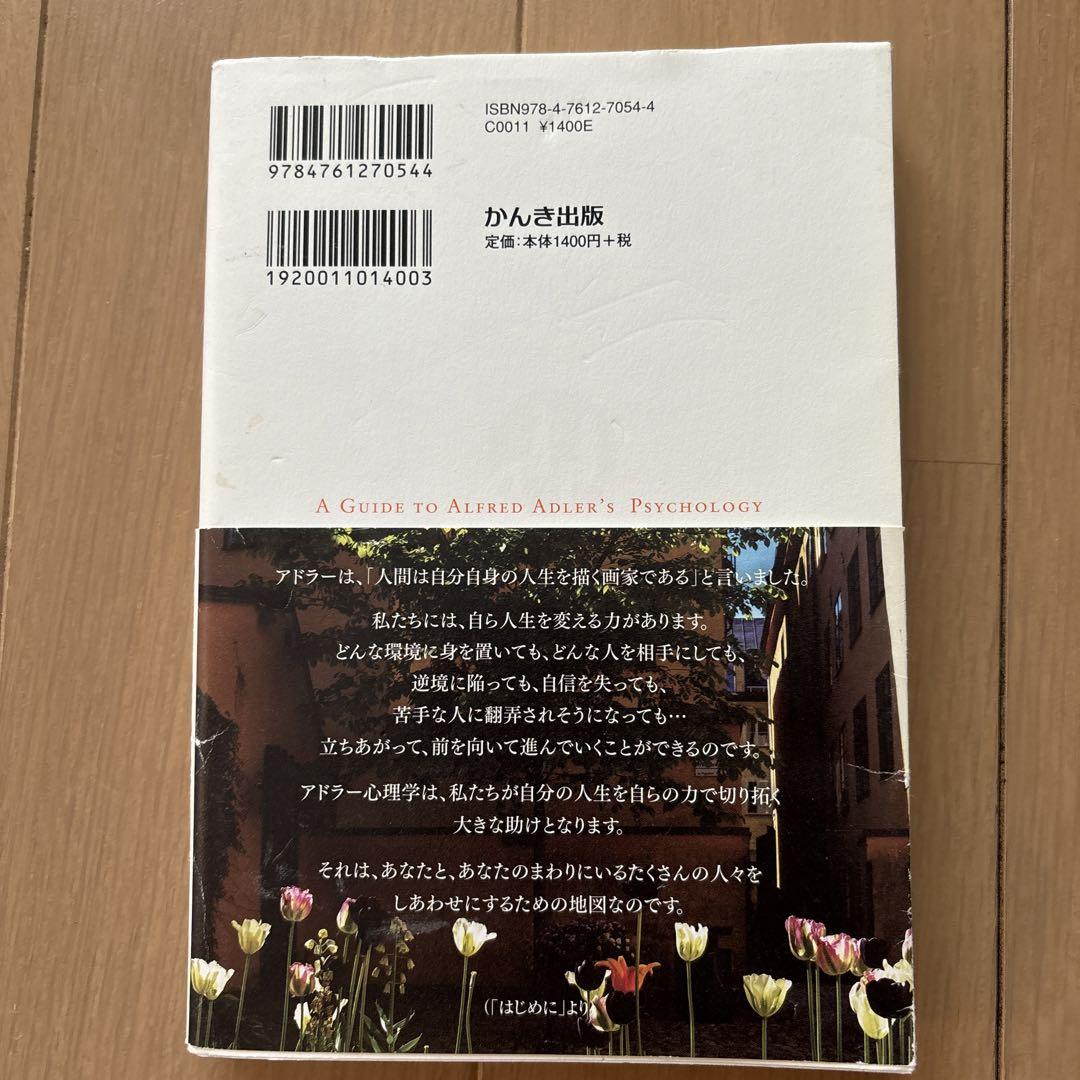 ISBN978-4-7612-7054-4
C0011 ¥1400E
9784761270544
かんき出版
定価:本体1400円+税
1920011014003
A GUIDE TO ALFRED ADLER'S PSYCHOLOGY
アドラーは、「人間は自分自身の人生を描く画家である」と言いました。
私たちには、自ら人生を変える力があります。
どんな環境に身を置いても、どんな人を相手にしても、
逆境に陥っても、自信を失っても、
苦手な人に翻弄されそうになっても…
立ちあがって、前を向いて進んでいくことができるのです。
アドラー心理学は、私たちが自分の人生を自らの力で切り拓く
大きな助けとなります。
それは、あなたと、あなたのまわりにいるたくさんの人々を
しあわせにするための地図なのです。
(「はじめに」より)